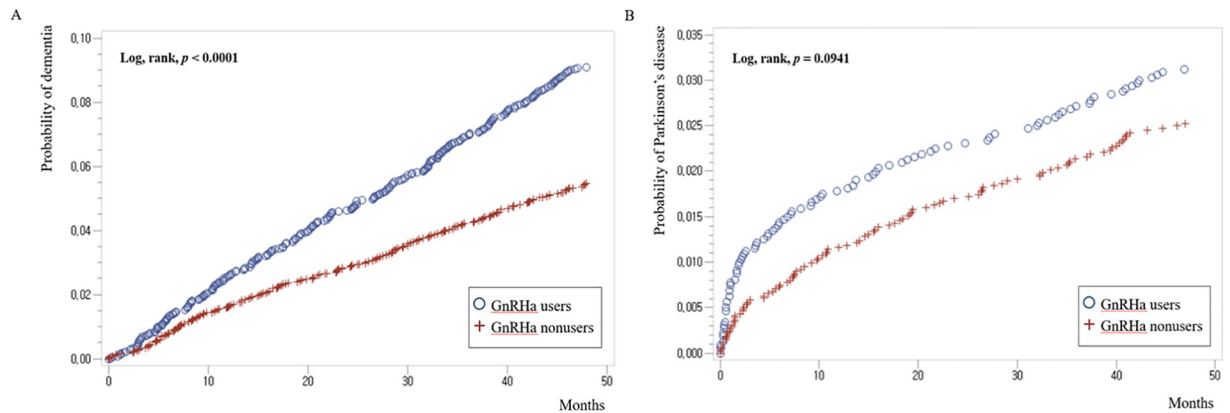 A
Probability of dementia
0.10
0.08
0.06
0.04
0.02
0.00
Log, rank, p < 0.0001
GnRHa users
GnRHa nonusers
0 10 20 30 40 50
Months
B
Probability of Parkinson's disease
0,035
0,030
0,025
0,020
0,015
0,010
0,005
0,000
Log, rank, p = 0.0941
GnRHa users
GnRHa nonusers
0 10 20 30 40 50
Months